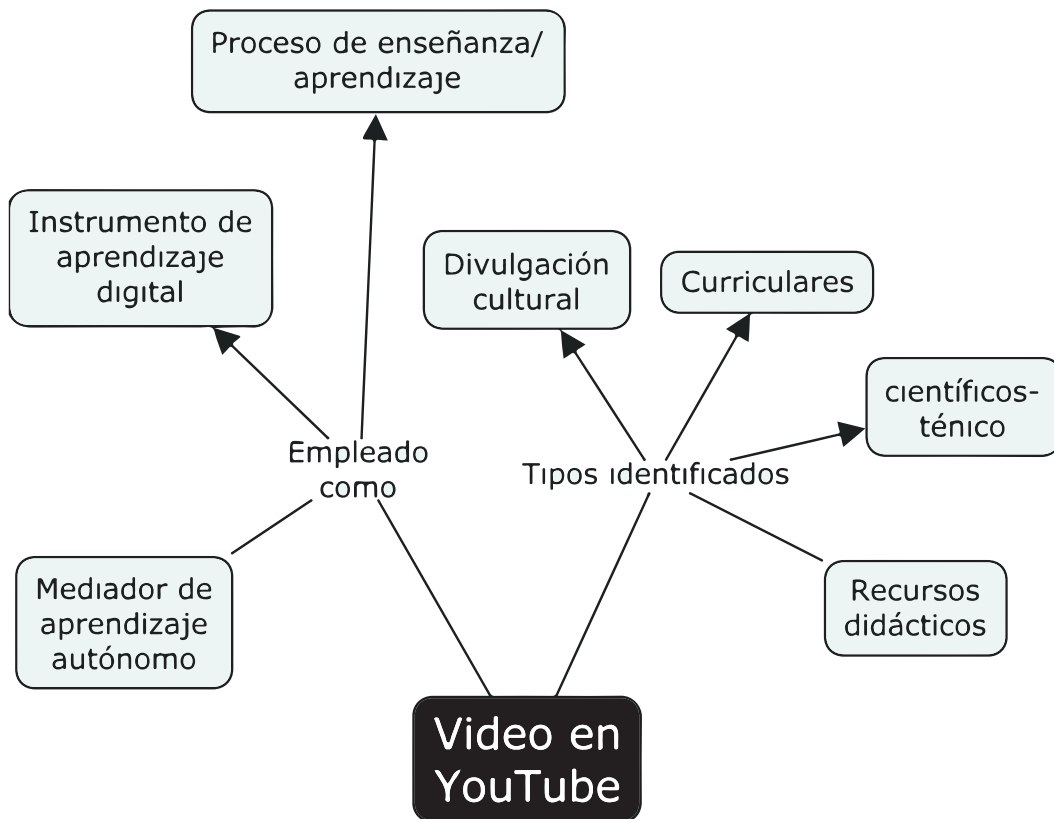 Proceso de enseñanza/
aprendizaje
Instrumento de
aprendizaje
digital
Divulgación
cultural
Curriculares
científicos-
ténico
Empleado
como
Tipos identificados
Mediador de
aprendizaje
autónomo
Recursos
didácticos
Video en
YouTube